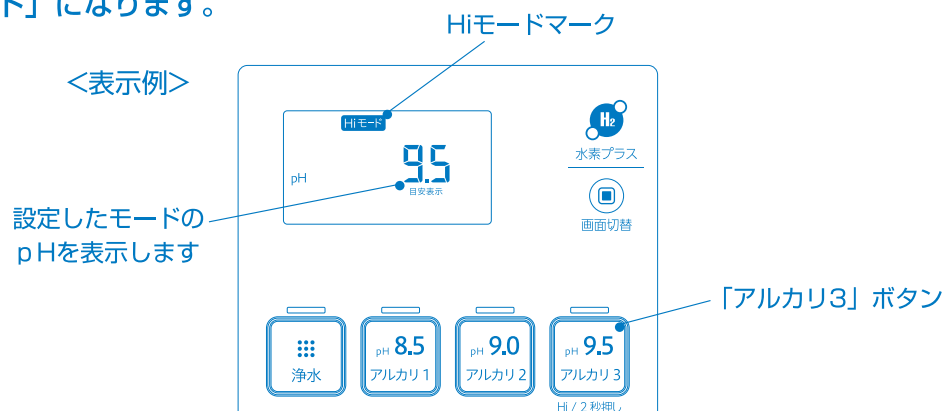 ド」になります。
Hiモードマーク
<表示例>
Hiモード
9.5
pH
目安表示
H2
水素プラス
画面切替
設定したモードの
pHを表示します
「アルカリ3」ボタン
浄水
pH 8.5
アルカリ1
pH 9.0
アルカリ2
pH 9.5
アルカリ3
Hi / 2秒押し